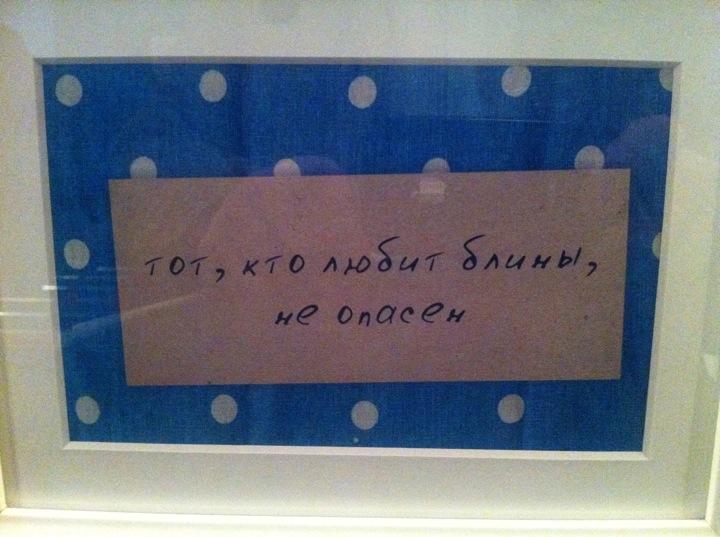 тот, кто любит блины,
не опасен